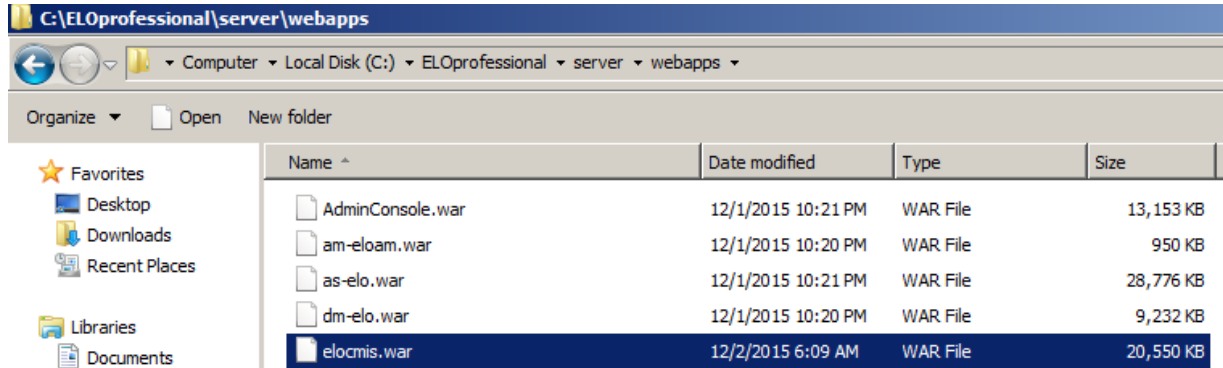 C:\ELOprofessional\server\webapps
Computer Local Disk (C:) ELOprofessional server webapps
Organize Open New folder
Favorites
Desktop
Downloads
Recent Places
Libraries
Documents
Name Date modified Type Size
AdminConsole.war 12/1/2015 10:21 PM WAR File 13,153 KB
am-eloam.war 12/1/2015 10:20 PM WAR File 950 KB
as-elo.war 12/1/2015 10:21 PM WAR File 28,776 KB
dm-elo.war 12/1/2015 10:20 PM WAR File 9,232 KB
elocmis.war 12/2/2015 6:09 AM WAR File 20,550 KB